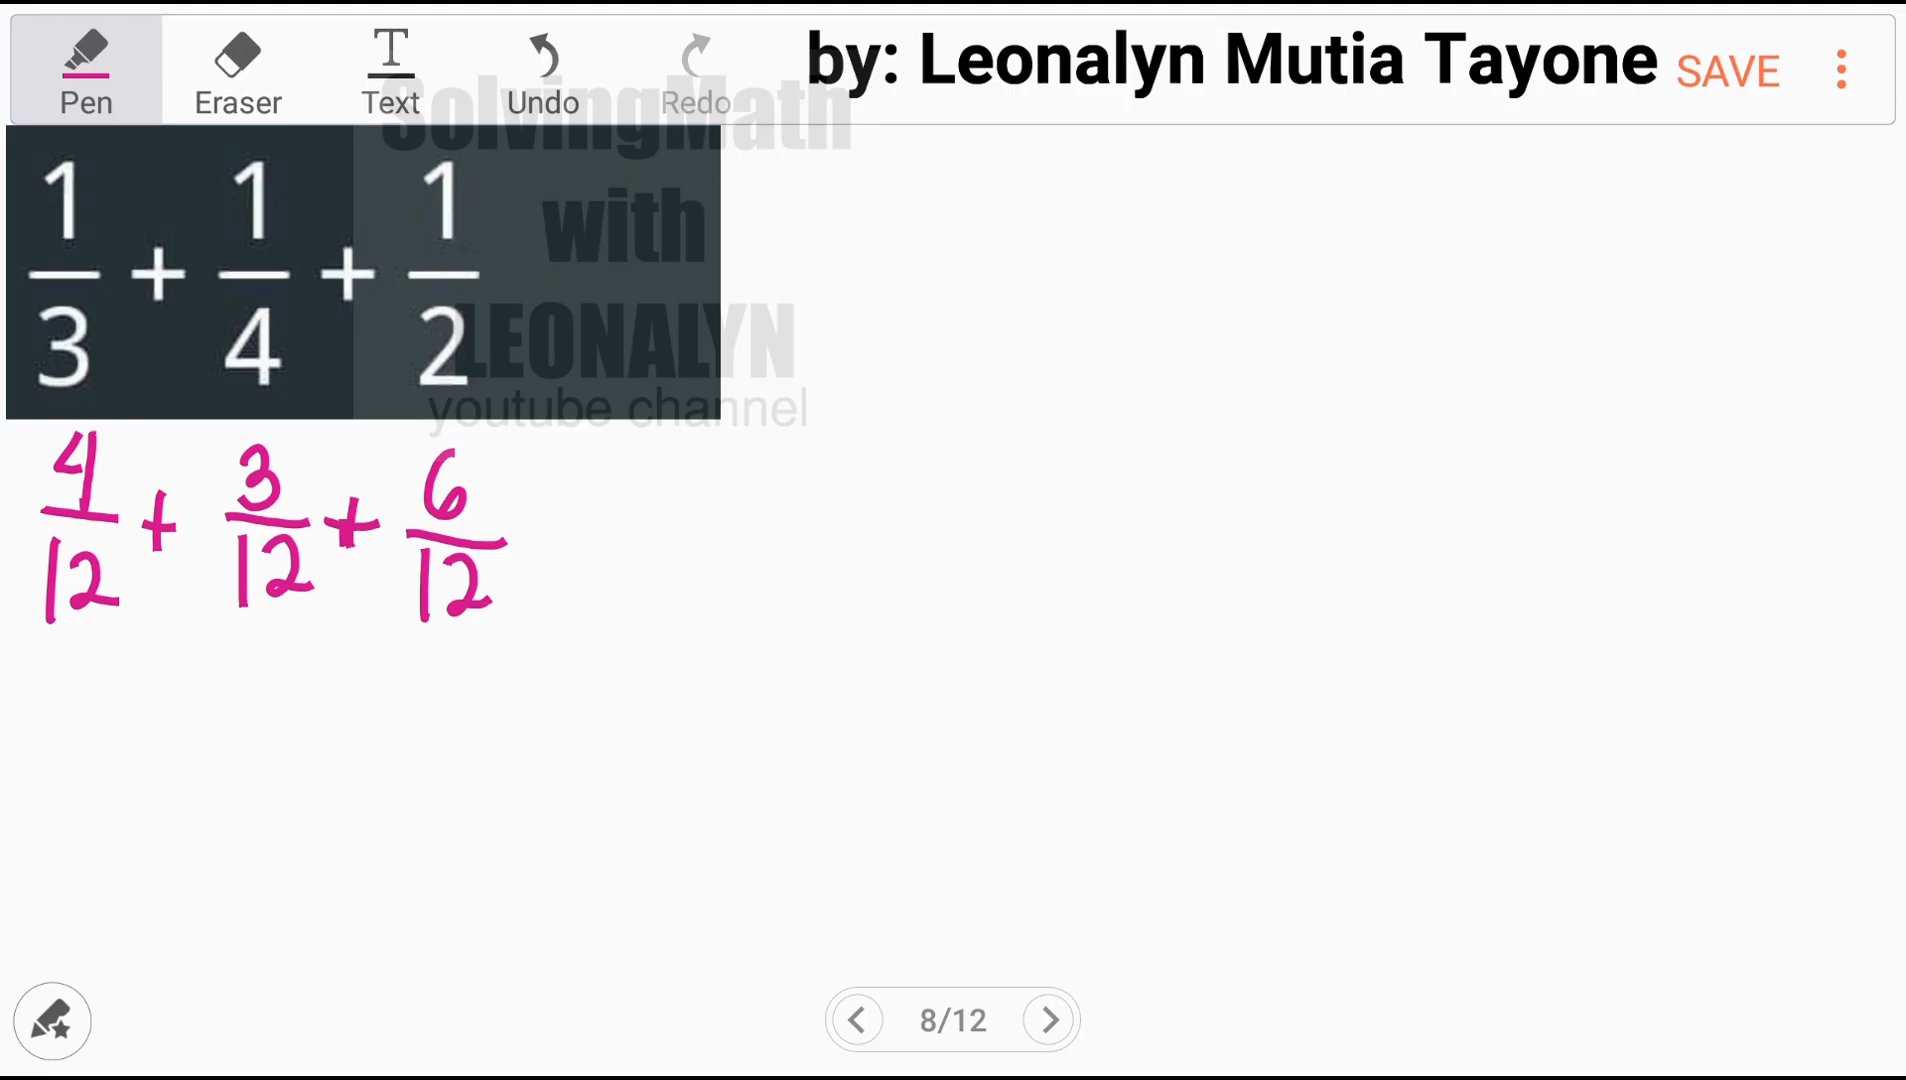 by: Leonalyn Mutia Tayone
SAVE
Pen Eraser Text Undo Redo
SolvingMath
with
LEONALYN
youtube channel
1/3 + 1/4 + 1/2
4/12 + 3/12 + 6/12
8/12